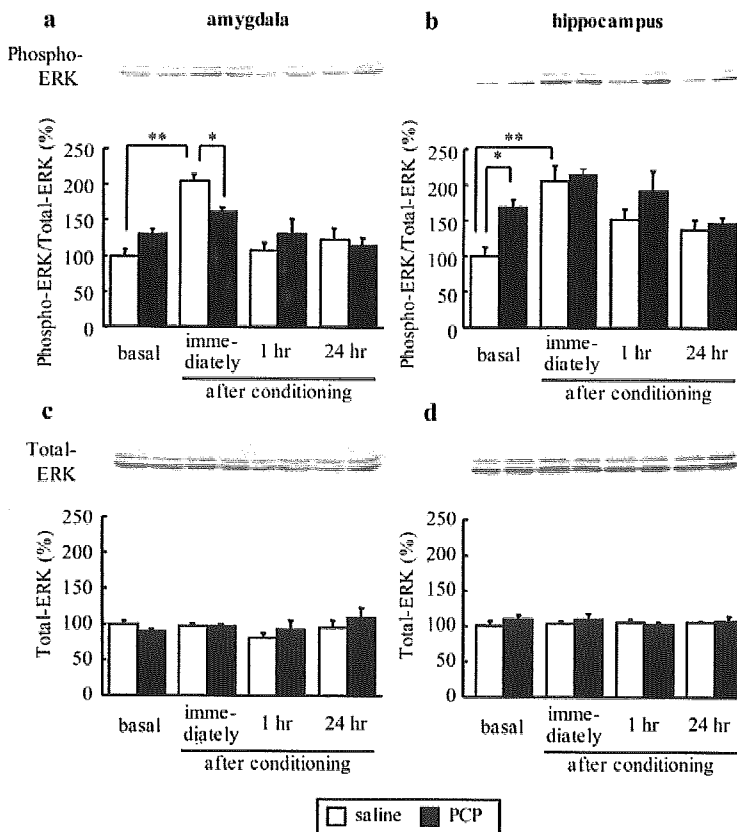 a amygdala
b hippocampus
Phospho-
ERK
** *
Phospho-ERK/Total-ERK (%)
250
200
150
100
50
0
basal imme-
diately 1 hr 24 hr
after conditioning
**
*
Phospho-ERK/Total-ERK (%)
250
200
150
100
50
0
basal imme-
diately 1 hr 24 hr
after conditioning
c
d
Total-
ERK
Total-ERK (%)
250
200
150
100
50
0
basal imme-
diately 1 hr 24 hr
after conditioning
Total-ERK (%)
250
200
150
100
50
0
basal imme-
diately 1 hr 24 hr
after conditioning
saline PCP